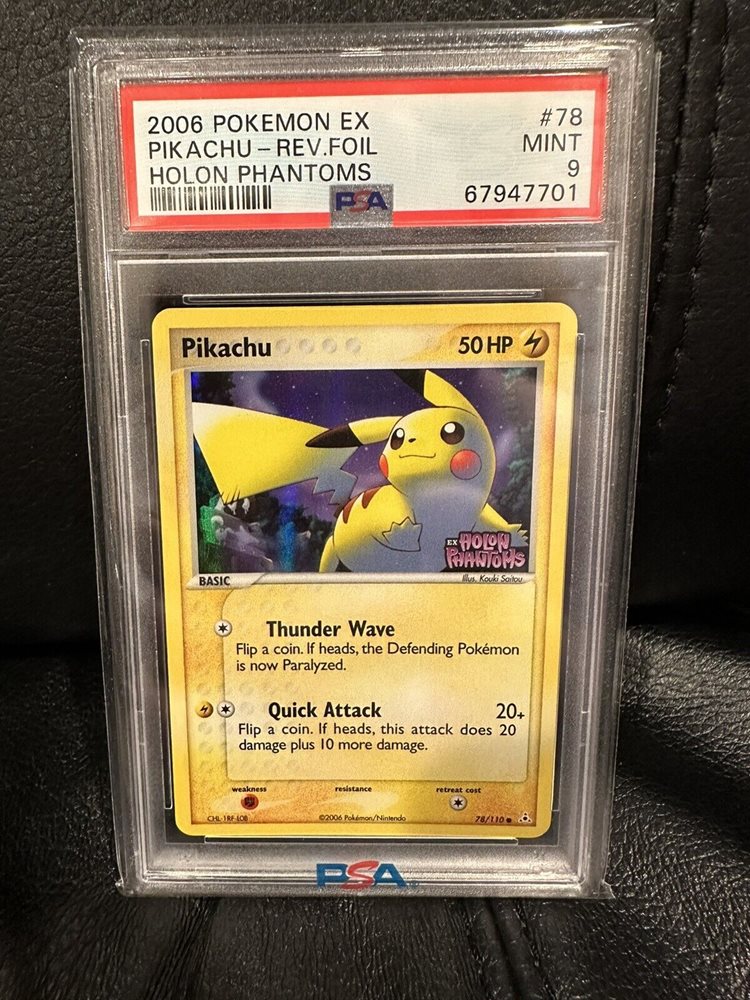 2006 POKEMON EX #78
PIKACHU - REV.FOIL MINT
HOLON PHANTOMS 9
PSA 67947701
Pikachu 50 HP
EX HOLON
PHANTOMS
BASIC Illus. Kouki Saitou
Thunder Wave
Flip a coin. If heads, the Defending Pokémon
is now Paralyzed.
Quick Attack 20+
Flip a coin. If heads, this attack does 20
damage plus 10 more damage.
weakness resistance retreat cost
©2006 Pokémon/Nintendo 78/110
PSA